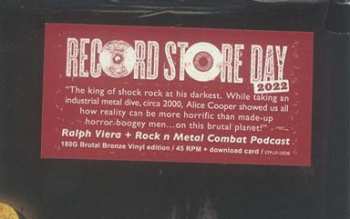 RECORD STORE DAY
2022
"The king of shock rock at his darkest. While taking an
industrial metal dive, circa 2000, Alice Cooper showed us all
how reality can be more horrific than made-up
horror-boogey men...on this brutal planet!"
Ralph Viera + Rock n Metal Combat Podcast
180G Brutal Bronze Vinyl edition / 45 RPM + download card /